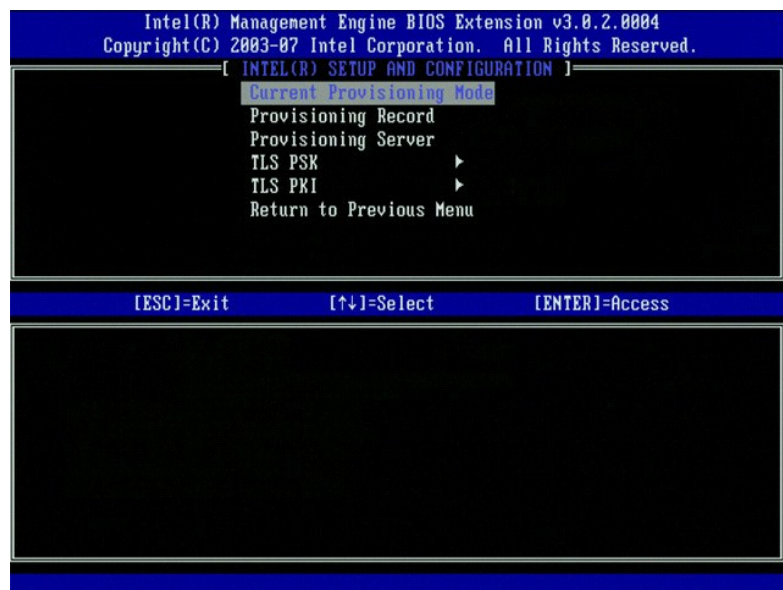 Intel(R) Management Engine BIOS Extension v3.0.2.0004
Copyright(C) 2003-07 Intel Corporation. All Rights Reserved.
[ INTEL(R) SETUP AND CONFIGURATION ]
Current Provisioning Mode
Provisioning Record
Provisioning Server
TLS PSK ►
TLS PKI ►
Return to Previous Menu
[ESC]=Exit [↑↓]=Select [ENTER]=Access